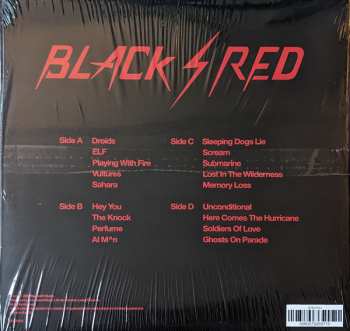 BLACK RED
Side A
Droids
ELF
Playing With Fire
Vultures
Sahara
Side C
Sleeping Dogs Lie
Scream
Submarine
Lost In The Wilderness
Memory Loss
Side B
Hey You
The Knock
Perfume
AI M^n
Side D
Unconditional
Here Comes The Hurricane
Soldiers Of Love
Ghosts On Parade